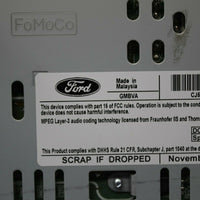 FoMoCo
Ford
Made in
Malaysia
GMBVA
CJ5
This device complies with part 15 of FCC rules. Operation is subject to the cond
device does not cause harmful interference.
MPEG Layer-3 audio coding technology licensed from Fraunhofer IIS and Thoms
This Product complies with DHHS Rule 21 CFR, Subchapter J, part 1040 at the d
SCRAP IF DROPPED
Novemb